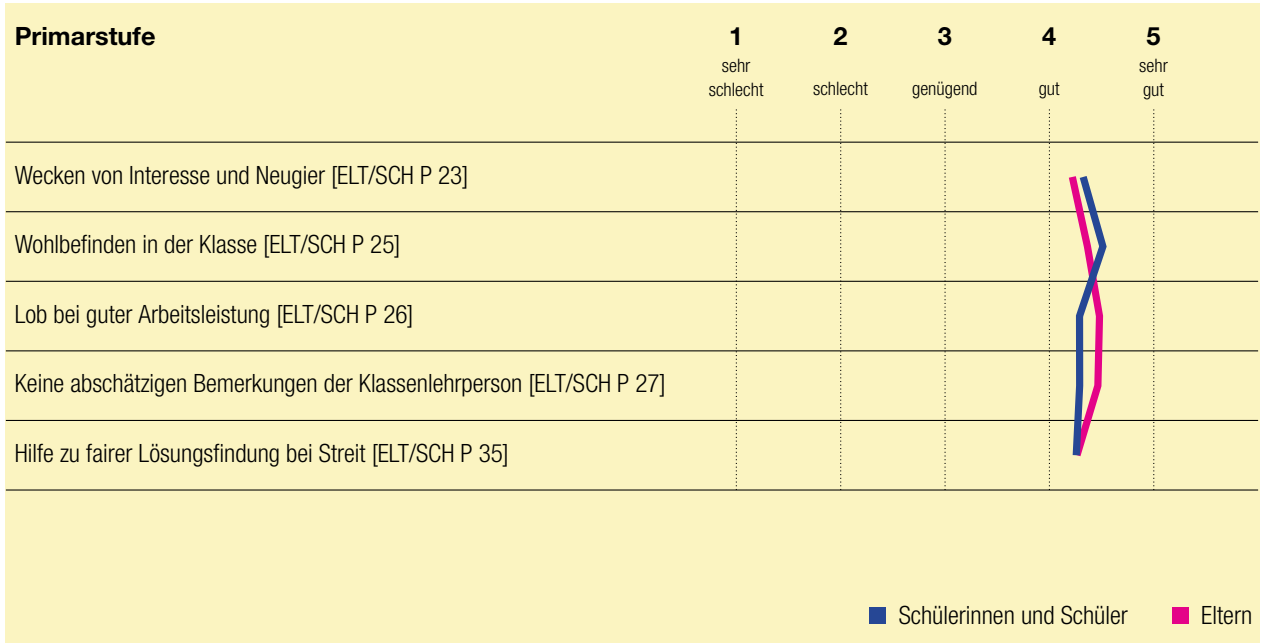 Primarstufe 1 2 3 4 5
sehr schlecht schlecht genügend gut sehr gut
Wecken von Interesse und Neugier [ELT/SCH P 23]
Wohlbefinden in der Klasse [ELT/SCH P 25]
Lob bei guter Arbeitsleistung [ELT/SCH P 26]
Keine abschätzigen Bemerkungen der Klassenlehrperson [ELT/SCH P 27]
Hilfe zu fairer Lösungsfindung bei Streit [ELT/SCH P 35]
Schülerinnen und Schüler Eltern